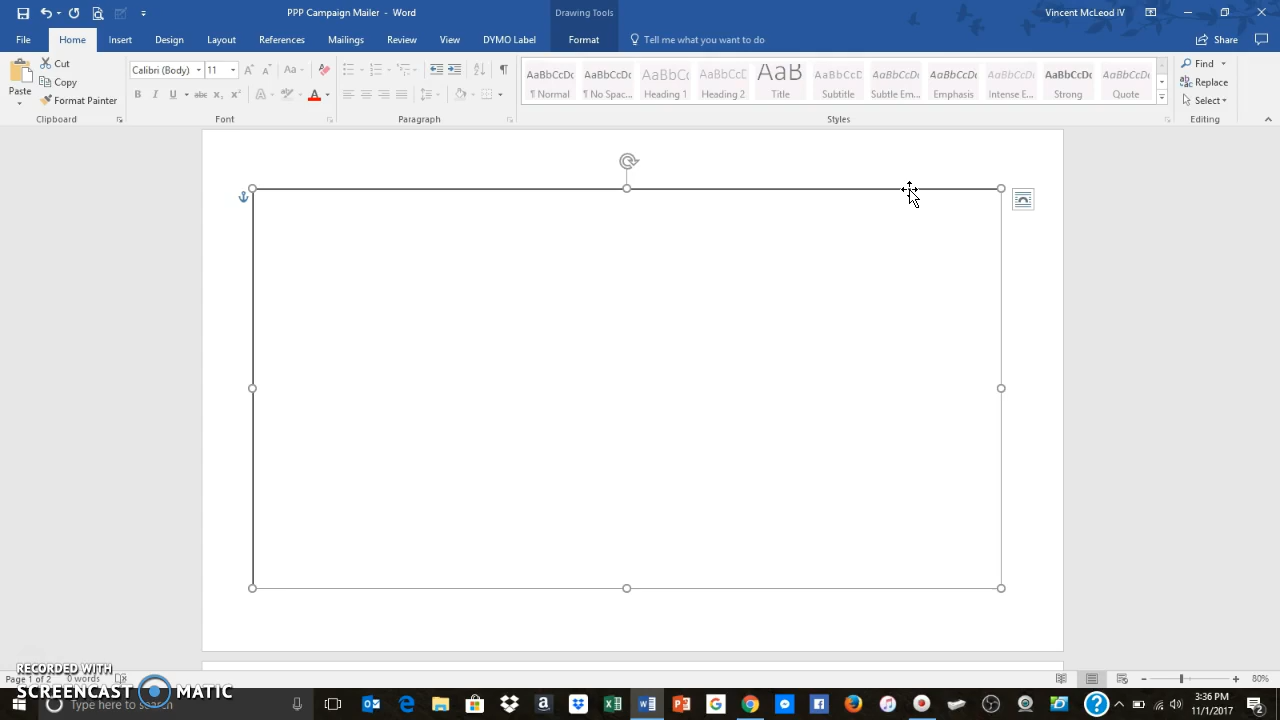 PPP Campaign Mailer - Word
Drawing Tools
Vincent McLeod IV
File Home Insert Design Layout References Mailings Review View DYMO Label Format Tell me what you want to do Share
Paste
Cut
Copy
Format Painter
Calibri (Body) 11
AaBbCcDc AaBbCcDc AaBbCc AaBbCcD AaB AaBbCcD AaBbCcDc AaBbCcDc AaBbCcDc AaBbCcDc AaBbCcDc
¶ Normal ¶ No Spac... Heading 1 Heading 2 Title Subtitle Subtle Em... Emphasis Intense E... Strong Quote
Find
Replace
Select
Clipboard Font Paragraph Styles Editing
RECORDED WITH
SCREENCAST MATIC
Page 1 of 2 0 words
80%
Type here to search
3:36 PM
11/1/2017